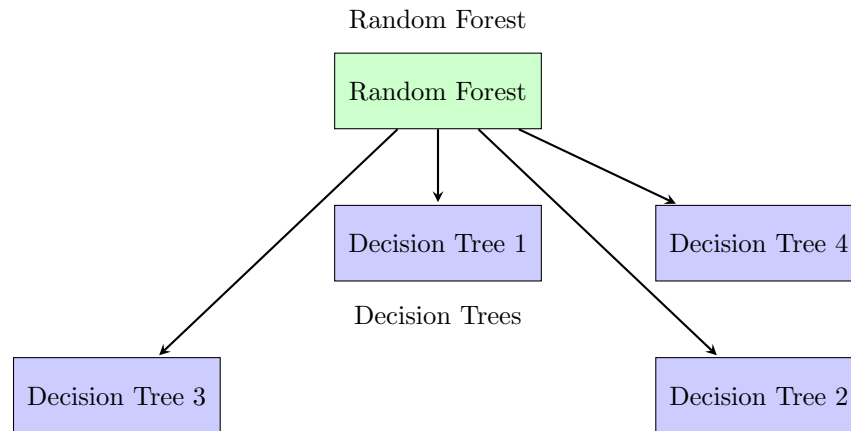 Random Forest
Random Forest
Decision Tree 1
Decision Tree 4
Decision Trees
Decision Tree 3
Decision Tree 2